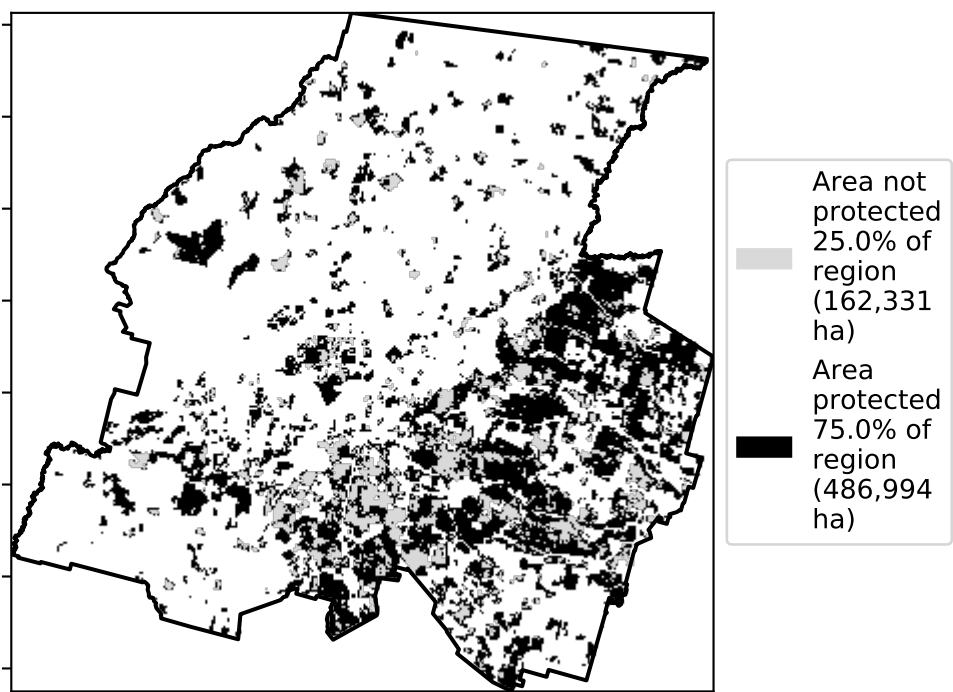 Area not
protected
25.0% of
region
(162,331
ha)
Area
protected
75.0% of
region
(486,994
ha)